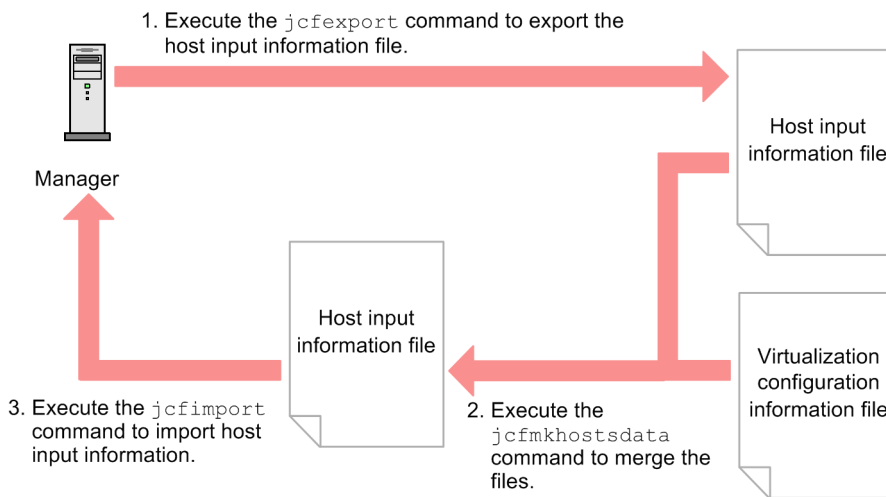 1. Execute the jcfexport command to export the
host input information file.
Host input
information file
Manager
Host input
information file
Virtualization
configuration
information file
3. Execute the jcfimport
command to import host
input information.
2. Execute the
jcfmkhostsdata
command to merge the
files.